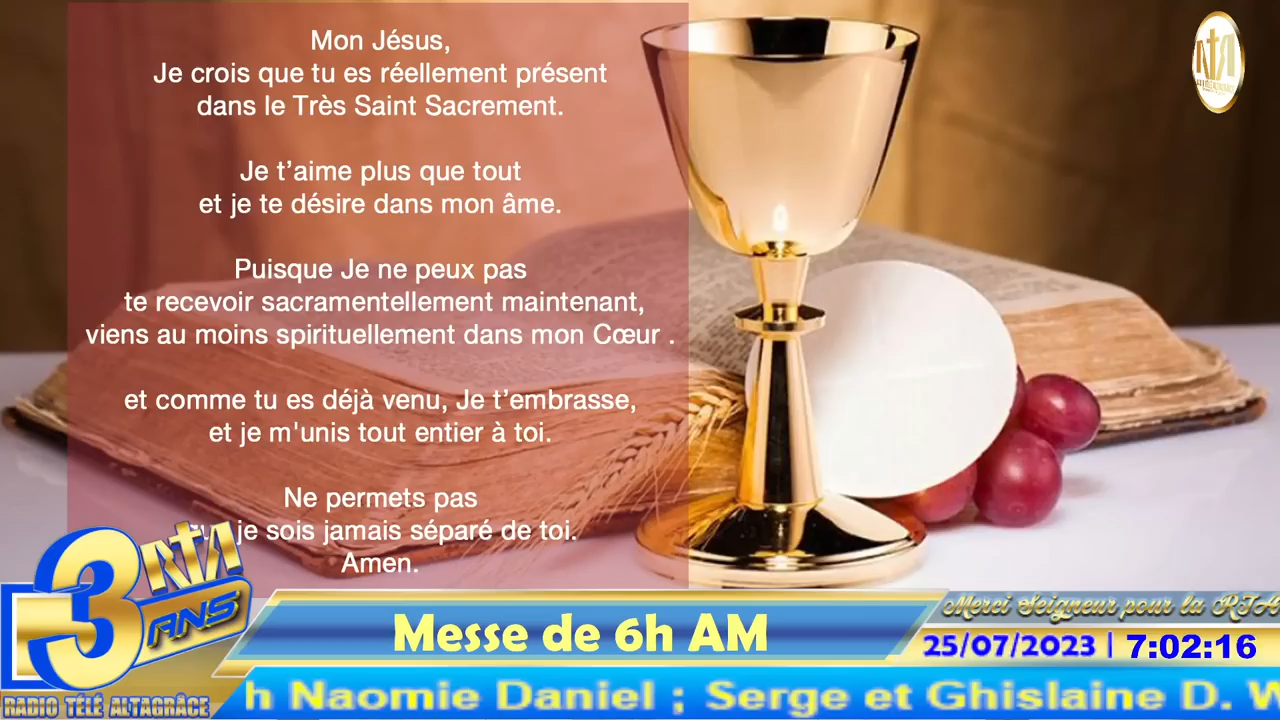 Mon Jésus,
Je crois que tu es réellement présent
dans le Très Saint Sacrement.
Je t’aime plus que tout
et je te désire dans mon âme.
Puisque Je ne peux pas
te recevoir sacramentellement maintenant,
viens au moins spirituellement dans mon Cœur .
et comme tu es déjà venu, Je t’embrasse,
et je m'unis tout entier à toi.
Ne permets pas
je sois jamais séparé de toi.
Amen.
RTA
3 RTA
ANS
RADIO TÉLÉ ALTAGRÂCE
Messe de 6h AM
Merci Seigneur pour la RTA
25/07/2023 | 7:02:16
h Naomie Daniel ; Serge et Ghislaine D. W